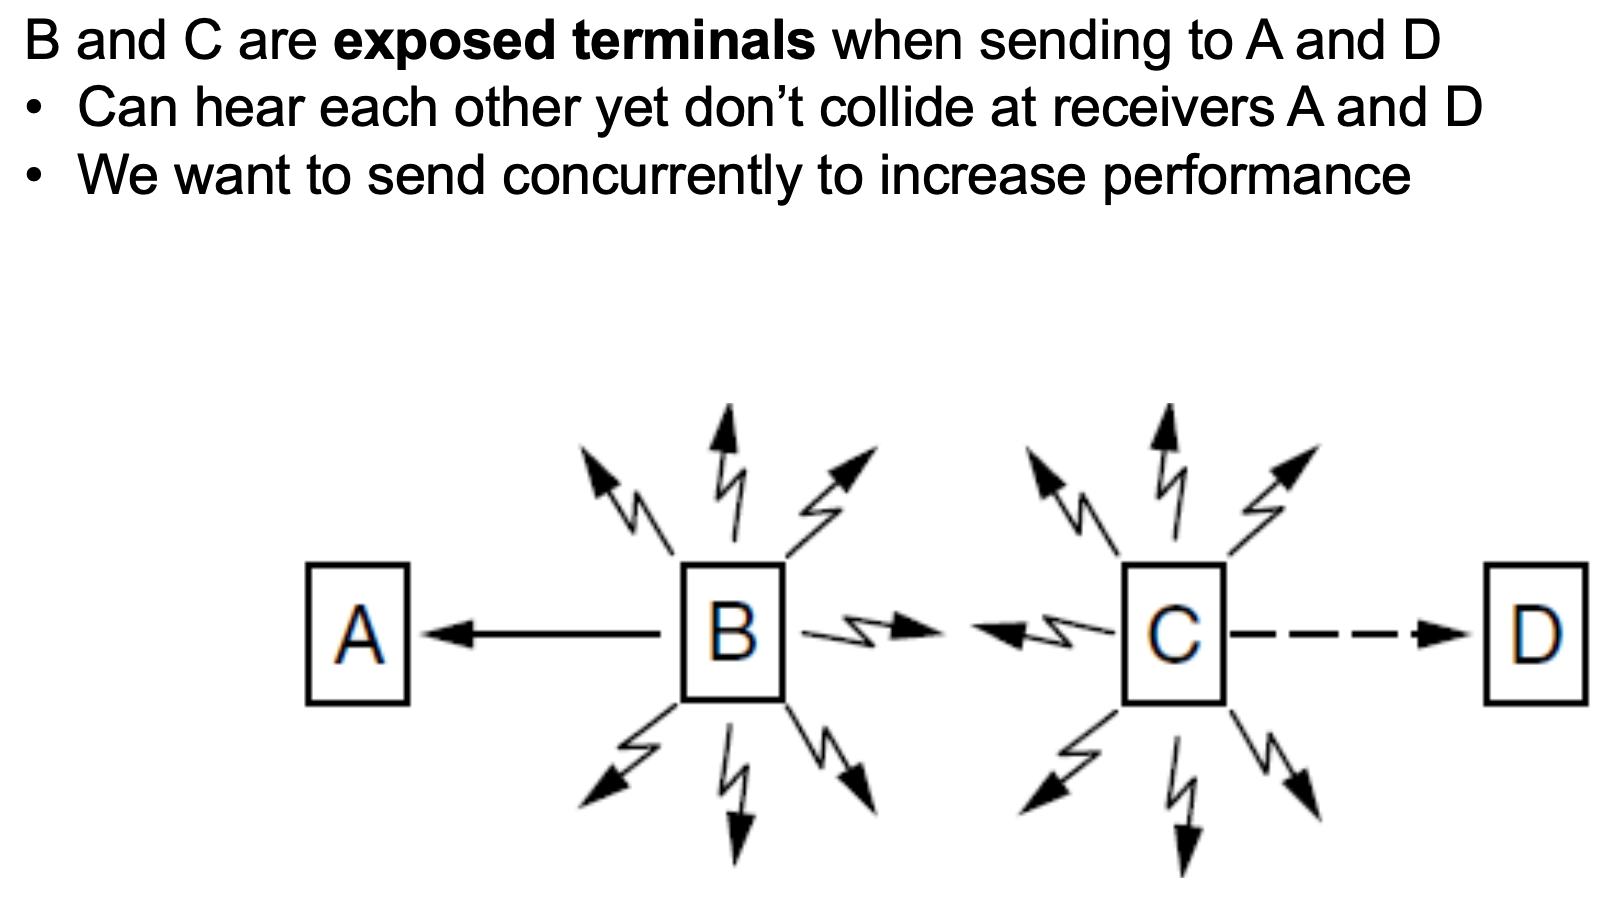 B and C are exposed terminals when sending to A and D
• Can hear each other yet don’t collide at receivers A and D
• We want to send concurrently to increase performance
A B C D